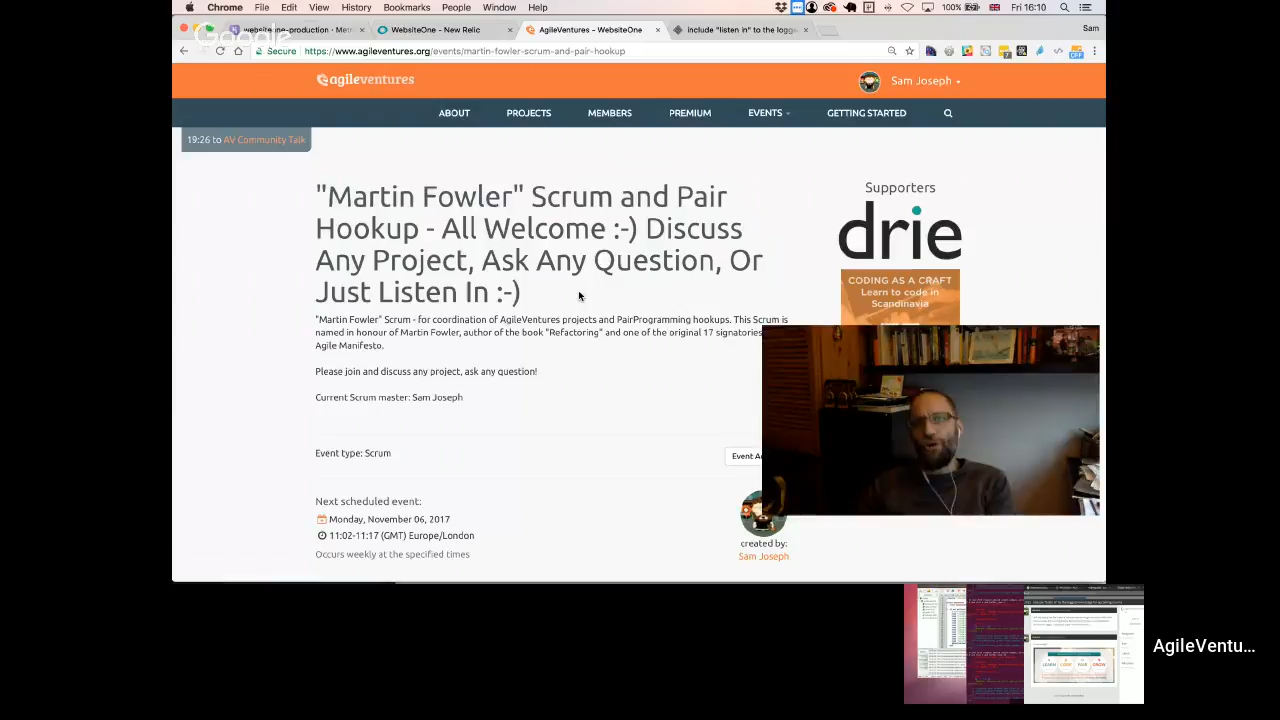 Chrome File Edit View History Bookmarks People Window Help 100% Fri 16:10
Google
WebsiteOne - New Relic
AgileVentures - WebsiteOne
include "listen in" to the logge
Sam
Secure https://www.agileventures.org/events/martin-fowler-scrum-and-pair-hookup
agileventures
Sam Joseph
ABOUT PROJECTS MEMBERS PREMIUM EVENTS GETTING STARTED
19:26 to AV Community Talk
"Martin Fowler" Scrum and Pair
Hookup - All Welcome :-) Discuss
Any Project, Ask Any Question, Or
Just Listen In :-)
Supporters
drie
CODING AS A CRAFT
Learn to code in
Scandinavia
"Martin Fowler" Scrum - for coordination of AgileVentures projects and PairProgramming hookups. This Scrum is
named in honour of Martin Fowler, author of the book "Refactoring" and one of the original 17 signatories
Agile Manifesto.
Please join and discuss any project, ask any question!
Current Scrum master: Sam Joseph
Event type: Scrum
Event A
Next scheduled event:
Monday, November 06, 2017
11:02-11:17 (GMT) Europe/London
Occurs weekly at the specified times
created by:
Sam Joseph
LEARN CODE PAIR GROW
AgileVentu...